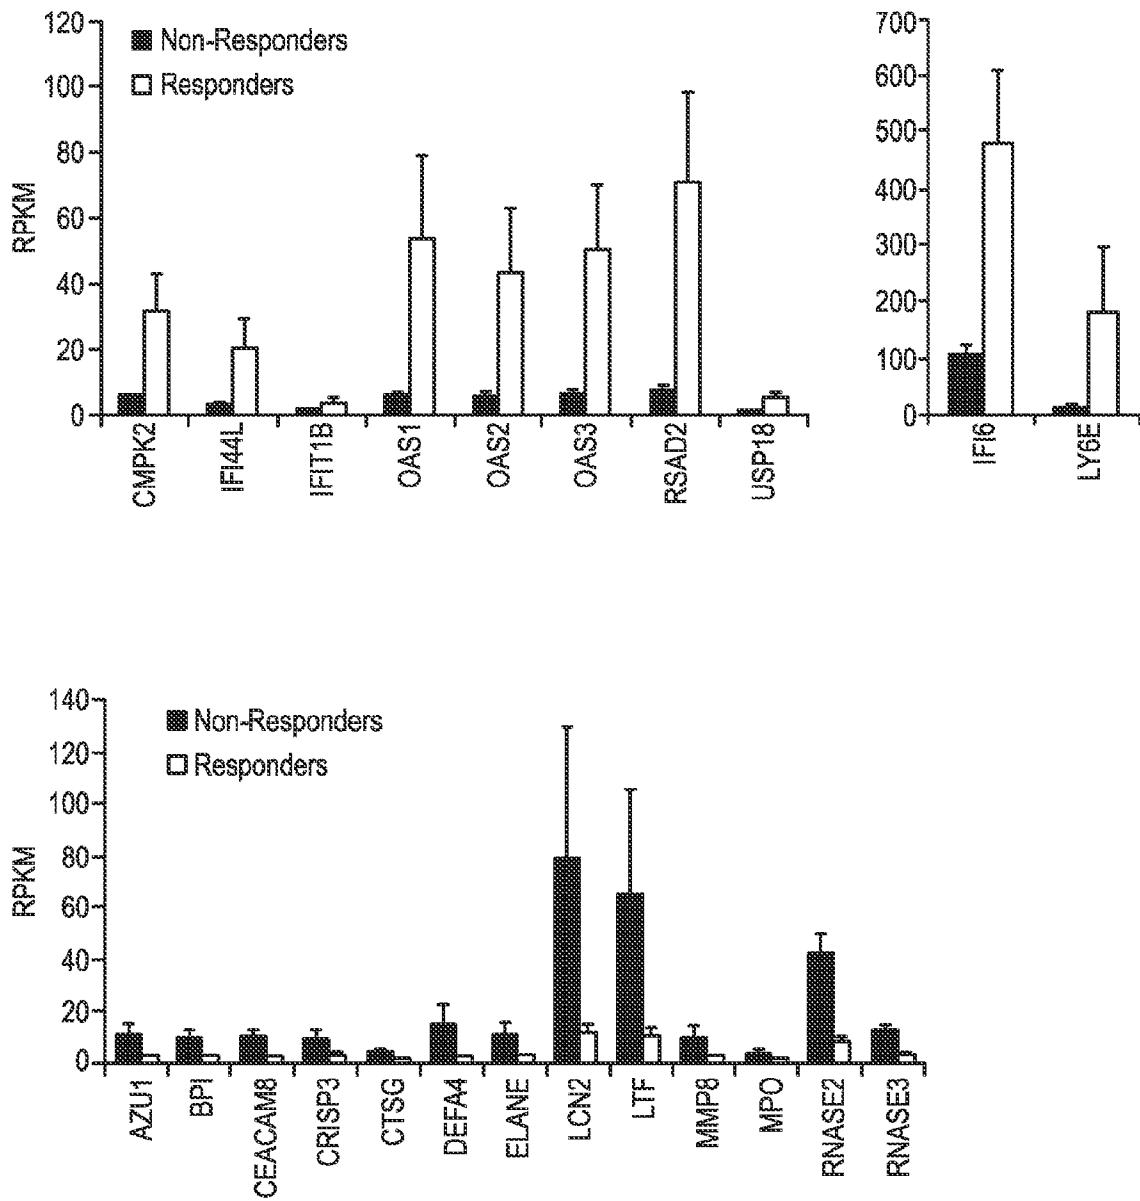 120
100
80
60
40
20
0
RPKM
Non-Responders
Responders
CMPK2
IFI44L
IFIT1B
OAS1
OAS2
OAS3
RSAD2
USP18
700
600
500
400
300
200
100
0
IFI6
LY6E
140
120
100
80
60
40
20
0
RPKM
Non-Responders
Responders
AZU1
BPI
CEACAM8
CRISP3
CTSG
DEFA4
ELANE
LCN2
LTF
MMP8
MPO
RNASE2
RNASE3